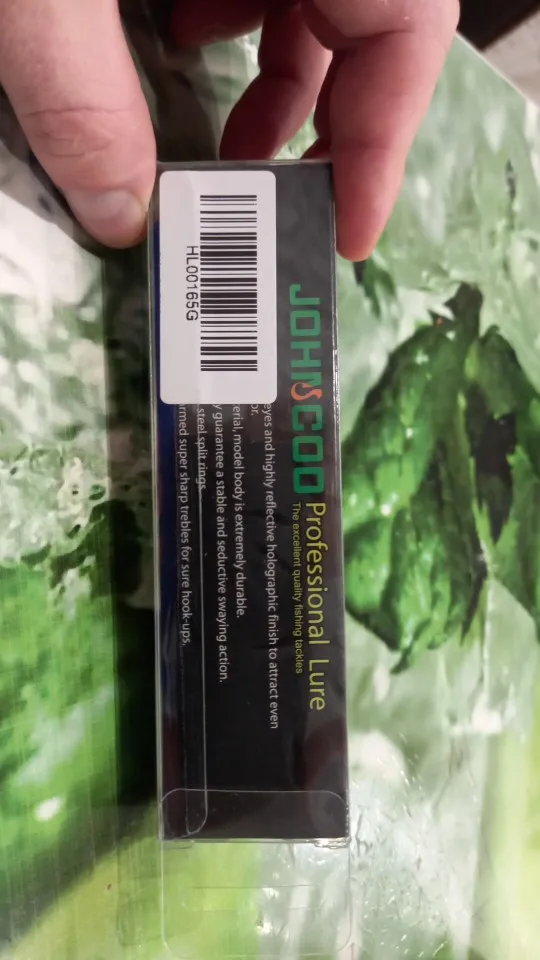 JOHNCOO Professional Lure
The excellent quality fishing tackles
eyes and highly reflective holographic finish to attract even
or.
erial, model body is extremely durable.
y guarantee a stable and seductive swaying action.
steel split rings
rmed super sharp trebles for sure hook-ups.
HL00165G